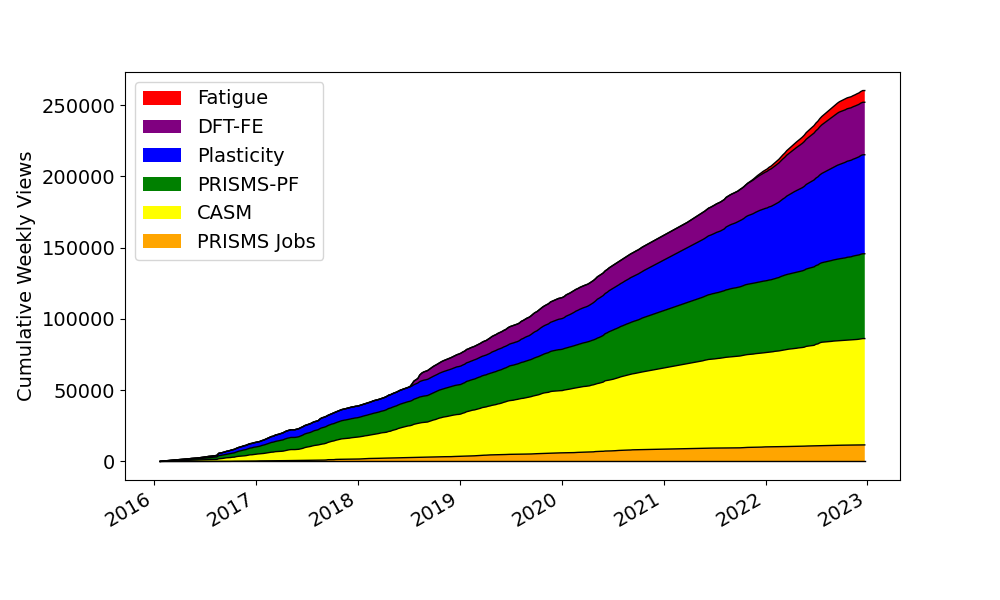 Cumulative Weekly Views
250000
200000
150000
100000
50000
0
Fatigue
DFT-FE
Plasticity
PRISMS-PF
CASM
PRISMS Jobs
2016
2017
2018
2019
2020
2021
2022
2023